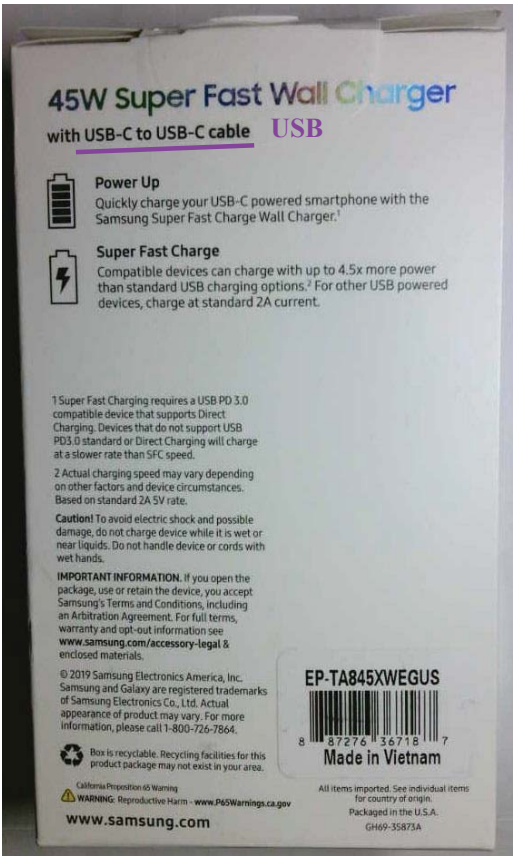 45W Super Fast Wall Charger
with USB-C to USB-C cable USB
Power Up
Quickly charge your USB-C powered smartphone with the
Samsung Super Fast Charge Wall Charger.¹
Super Fast Charge
Compatible devices can charge with up to 4.5x more power
than standard USB charging options.² For other USB powered
devices, charge at standard 2A current.
1 Super Fast Charging requires a USB PD 3.0
compatible device that supports Direct
Charging. Devices that do not support USB
PD3.0 standard or Direct Charging will charge
at a slower rate than SFC speed.
2 Actual charging speed may vary depending
on other factors and device circumstances.
Based on standard 2A 5V rate.
Caution! To avoid electric shock and possible
damage, do not charge device while it is wet or
near liquids. Do not handle device or cords with
wet hands.
IMPORTANT INFORMATION. If you open the
package, use or retain the device, you accept
Samsung's Terms and Conditions, including
an Arbitration Agreement. For full terms,
warranty and opt-out information see
www.samsung.com/accessory-legal &
enclosed materials.
© 2019 Samsung Electronics America, Inc.
Samsung and Galaxy are registered trademarks
of Samsung Electronics Co., Ltd. Actual
appearance of product may vary. For more
information, please call 1-800-726-7864.
Box is recyclable. Recycling facilities for this
product package may not exist in your area.
California Proposition 65 Warning
WARNING: Reproductive Harm - www.P65Warnings.ca.gov
www.samsung.com
EP-TA845XWEGUS
8 87276 36718 7
Made in Vietnam
All items imported. See individual items
for country of origin.
Packaged in the U.S.A.
GH69-35873A